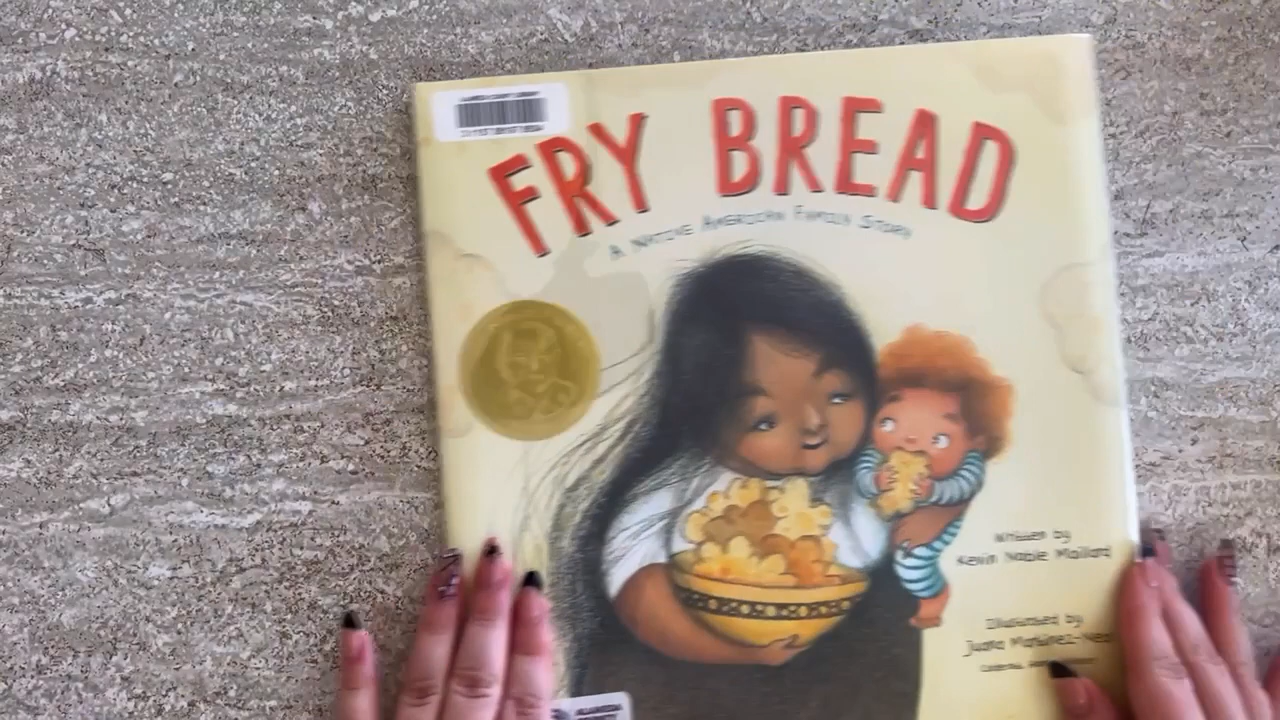 FRY BREAD
A NATIVE AMERICAN FAMILY STORY
Written by
Kevin Noble Maillard
Illustrated by
Juana Martinez-Neal